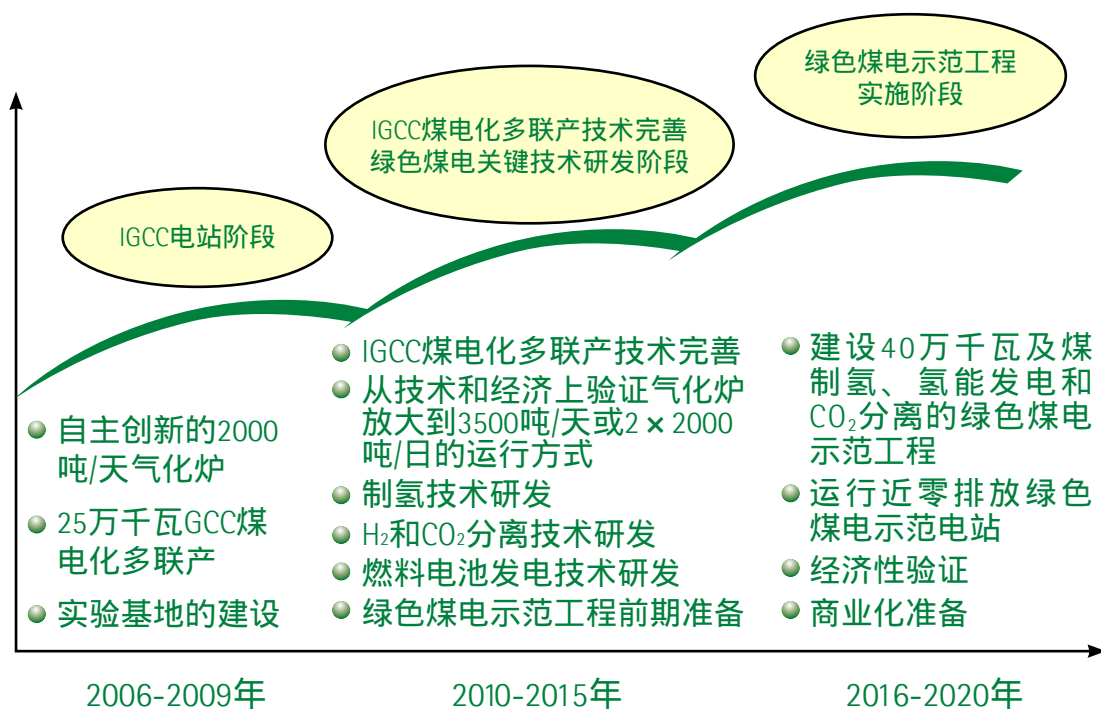 绿色煤电示范工程
实施阶段
IGCC煤电化多联产技术完善
绿色煤电关键技术研发阶段
IGCC电站阶段
自主创新的2000
吨/天气化炉
25万千瓦GCC煤
电化多联产
实验基地的建设
IGCC煤电化多联产技术完善
从技术和经济上验证气化炉
放大到3500吨/天或2×2000
吨/日的运行方式
制氢技术研发
H₂和CO₂分离技术研发
燃料电池发电技术研发
绿色煤电示范工程前期准备
建设40万千瓦及煤
制氢、氢能发电和
CO₂分离的绿色煤电
示范工程
运行近零排放绿色
煤电示范电站
经济性验证
商业化准备
2006-2009年
2010-2015年
2016-2020年